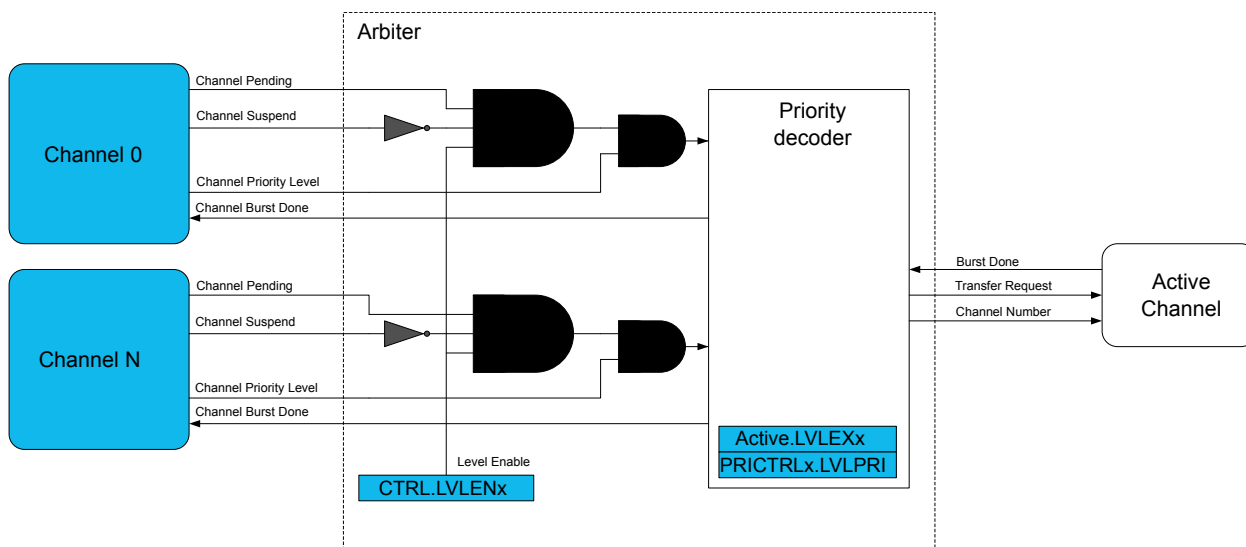 Arbiter
Channel 0
Channel Pending
Channel Suspend
Channel Priority Level
Channel Burst Done
Priority
decoder
Burst Done
Transfer Request
Channel Number
Active
Channel
Channel N
Channel Pending
Channel Suspend
Channel Priority Level
Channel Burst Done
Active.LVLEXx
PRICTRLx.LVLPRI
Level Enable
CTRL.LVLENx